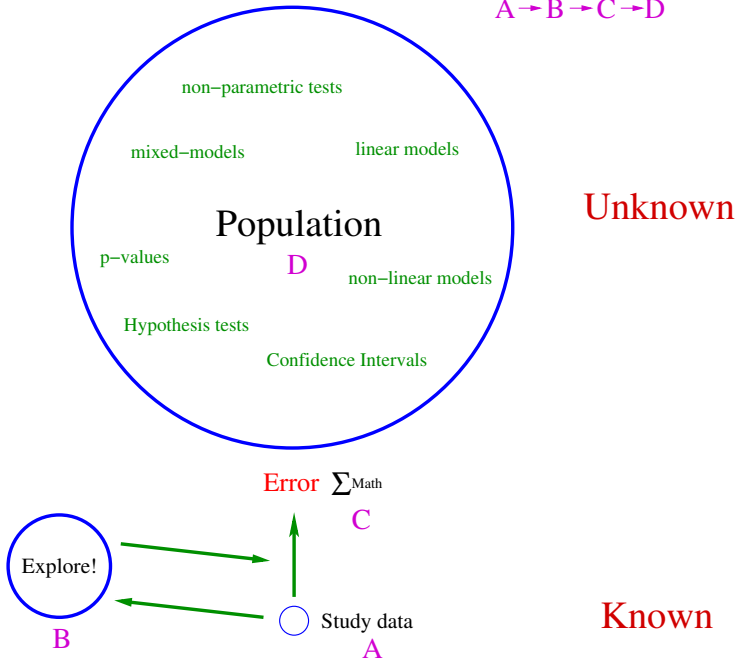 A → B → C → D
non−parametric tests
mixed−models
linear models
Unknown
Population
p−values
D
non−linear models
Hypothesis tests
Confidence Intervals
Error Σ Math
C
Explore!
Study data
Known
B
A